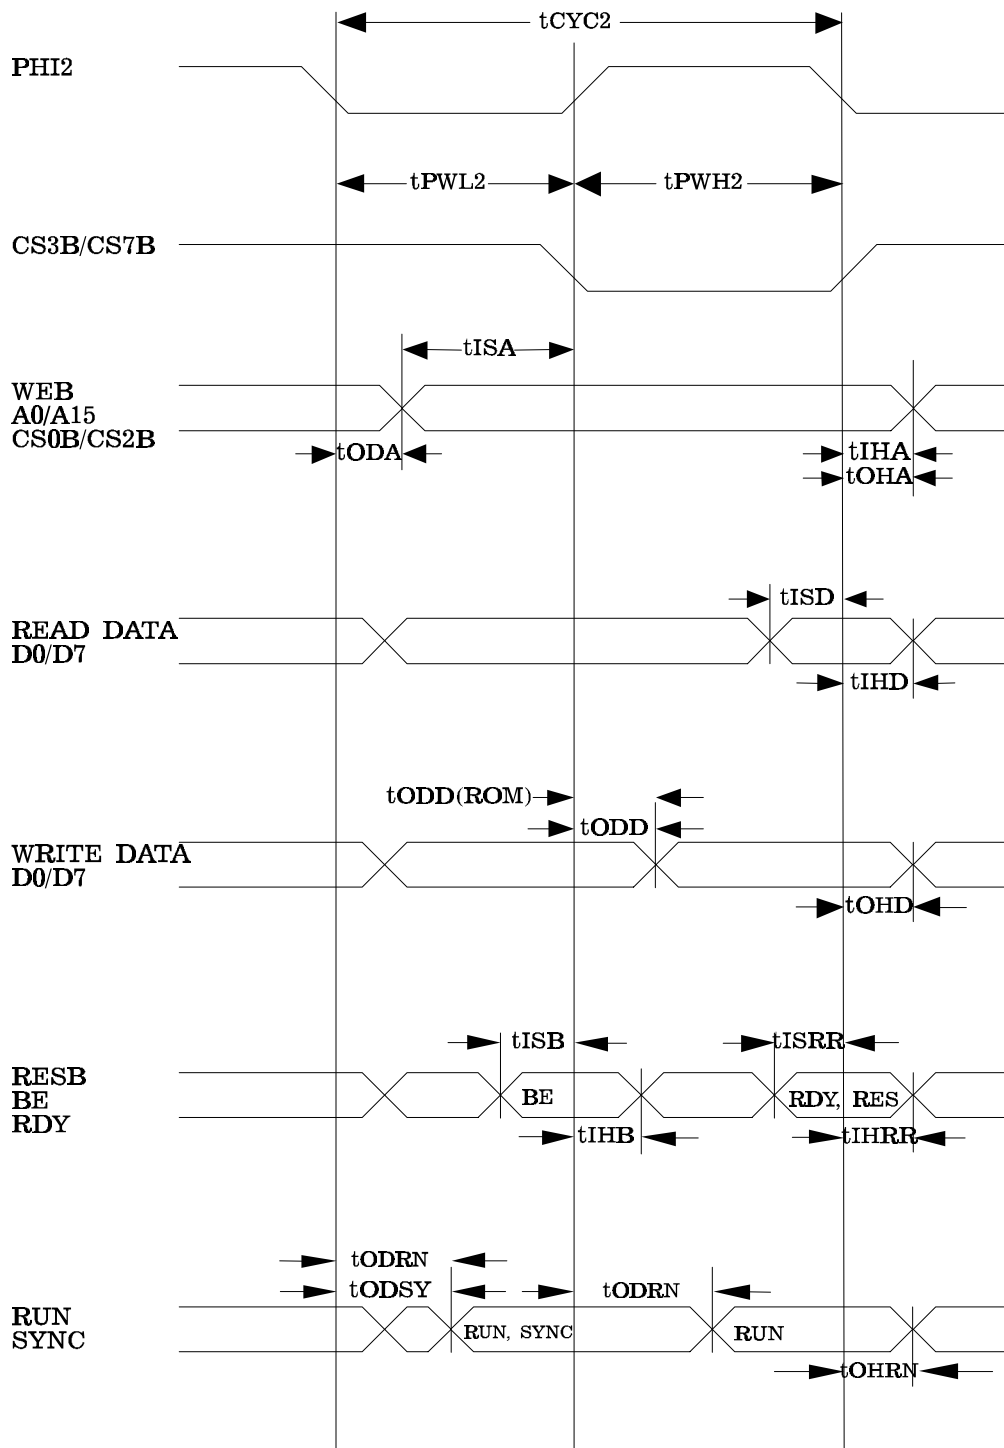 tCYC2
PHI2
tPWL2
tPWH2
CS3B/CS7B
tISA
WEB
A0/A15
CS0B/CS2B
tODA
tIHA
tOHA
tISD
READ DATA
D0/D7
tIHD
tODD(ROM)
tODD
WRITE DATA
D0/D7
tOHD
tISB
tISRR
RESB
BE
RDY
BE
RDY, RES
tIHB
tIHRR
tODRN
tODSY
tODRN
RUN
SYNC
RUN, SYNC
RUN
tOHRN